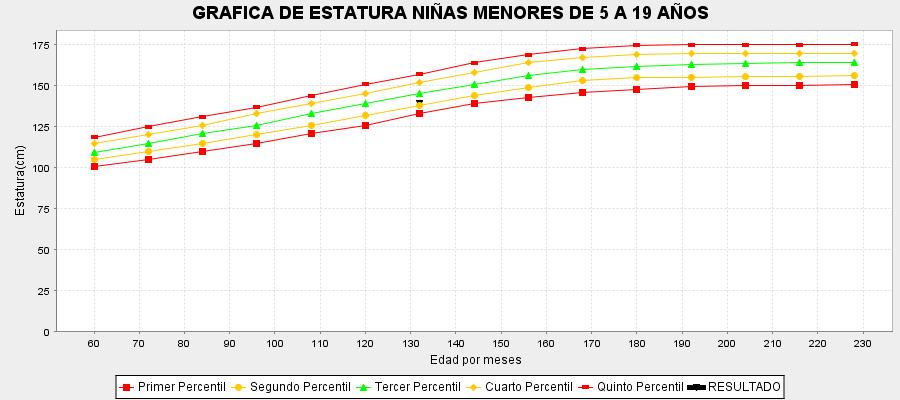 GRAFICA DE ESTATURA NIÑAS MENORES DE 5 A 19 AÑOS
175
150
125
100
75
50
25
0
Estatura(cm)
60 70 80 90 100 110 120 130 140 150 160 170 180 190 200 210 220 230
Edad por meses
Primer Percentil Segundo Percentil Tercer Percentil Cuarto Percentil Quinto Percentil RESULTADO